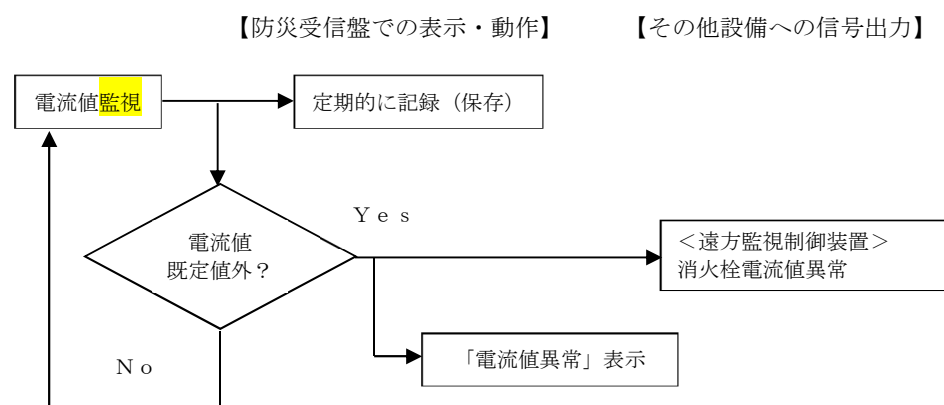 【防災受信盤での表示・動作】
【その他設備への信号出力】
電流値監視
定期的に記録（保存）
電流値
既定値外？
Ｙｅｓ
＜遠方監視制御装置＞
消火栓電流値異常
「電流値異常」表示
Ｎｏ